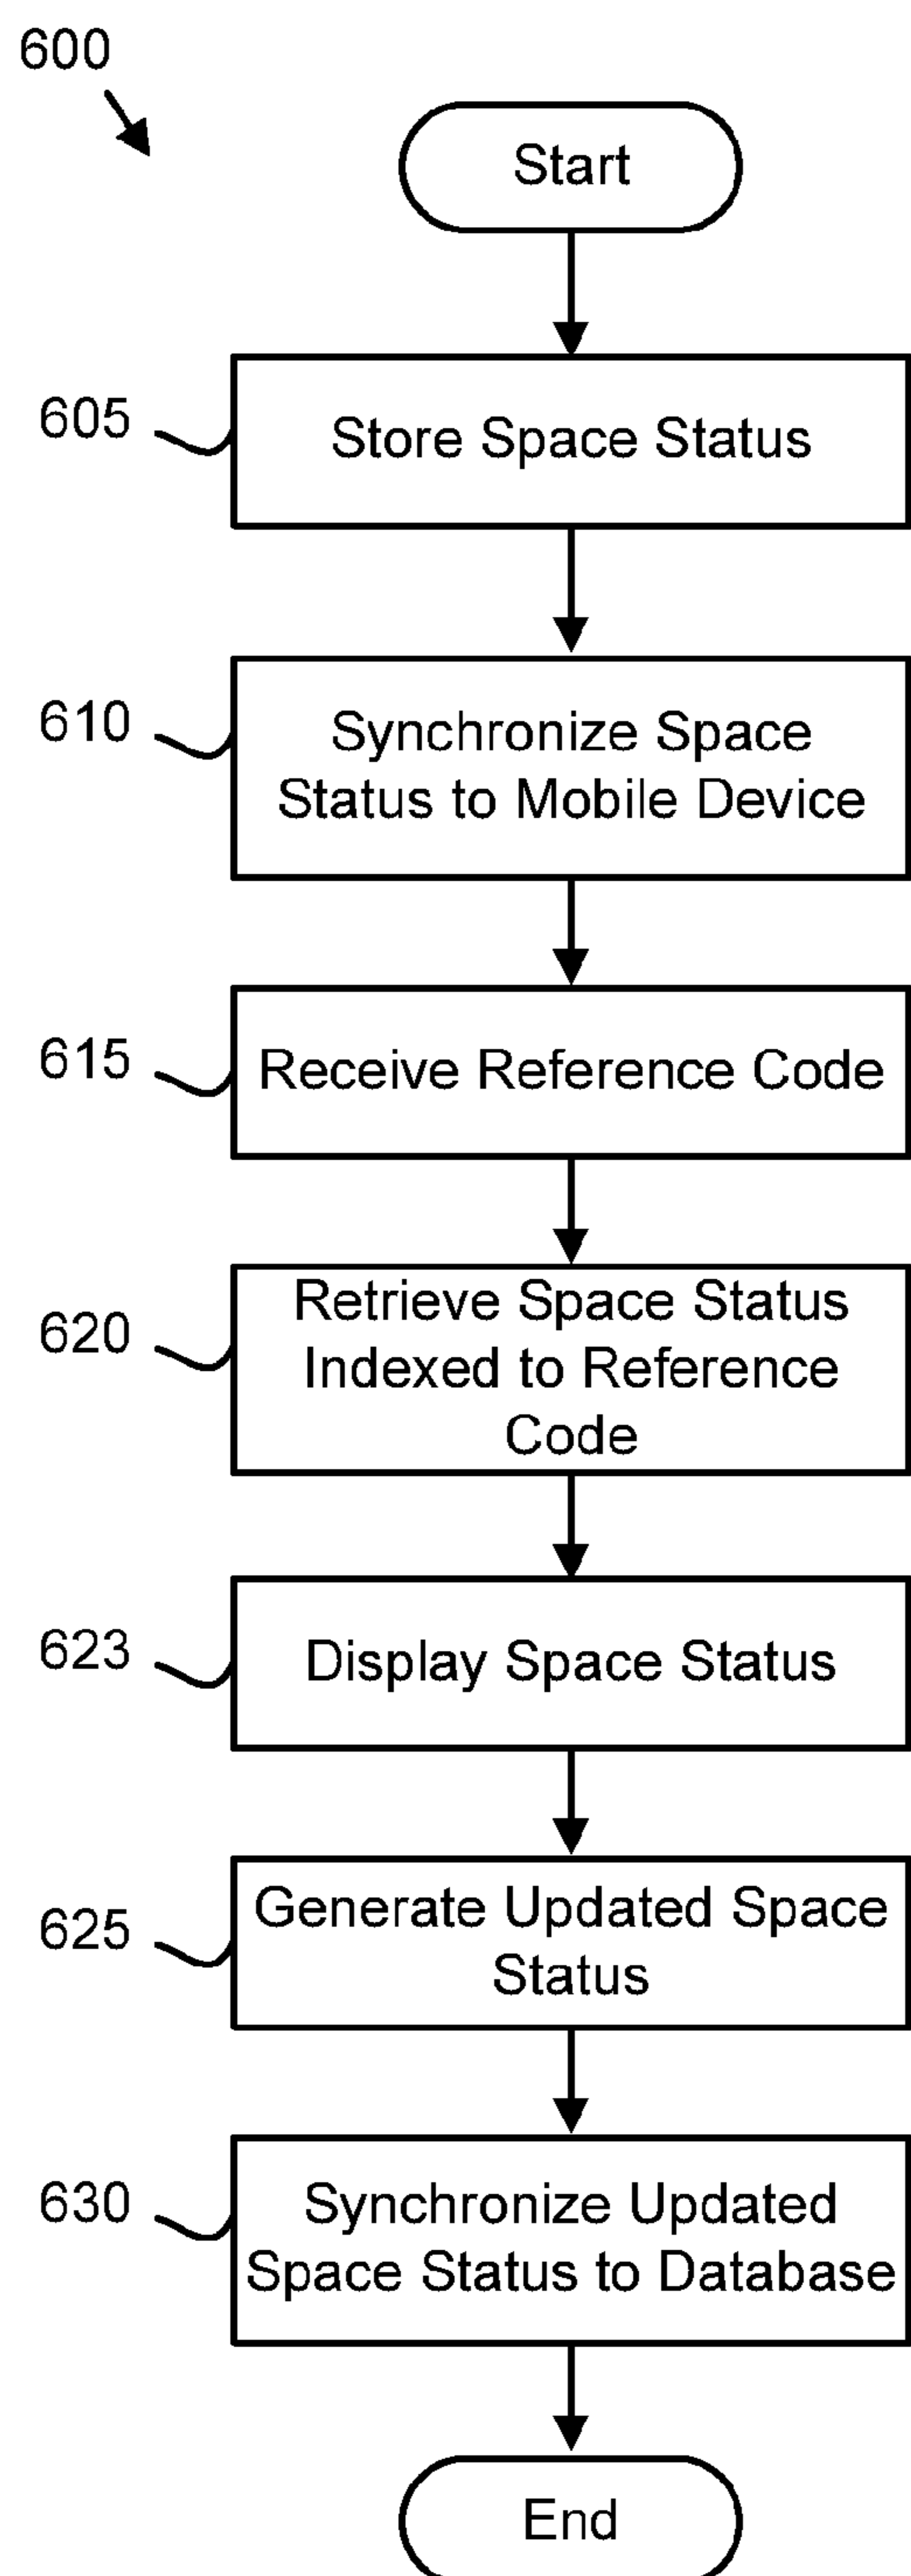 600
Start
605
Store Space Status
610
Synchronize Space
Status to Mobile Device
615
Receive Reference Code
620
Retrieve Space Status
Indexed to Reference
Code
623
Display Space Status
625
Generate Updated Space
Status
630
Synchronize Updated
Space Status to Database
End